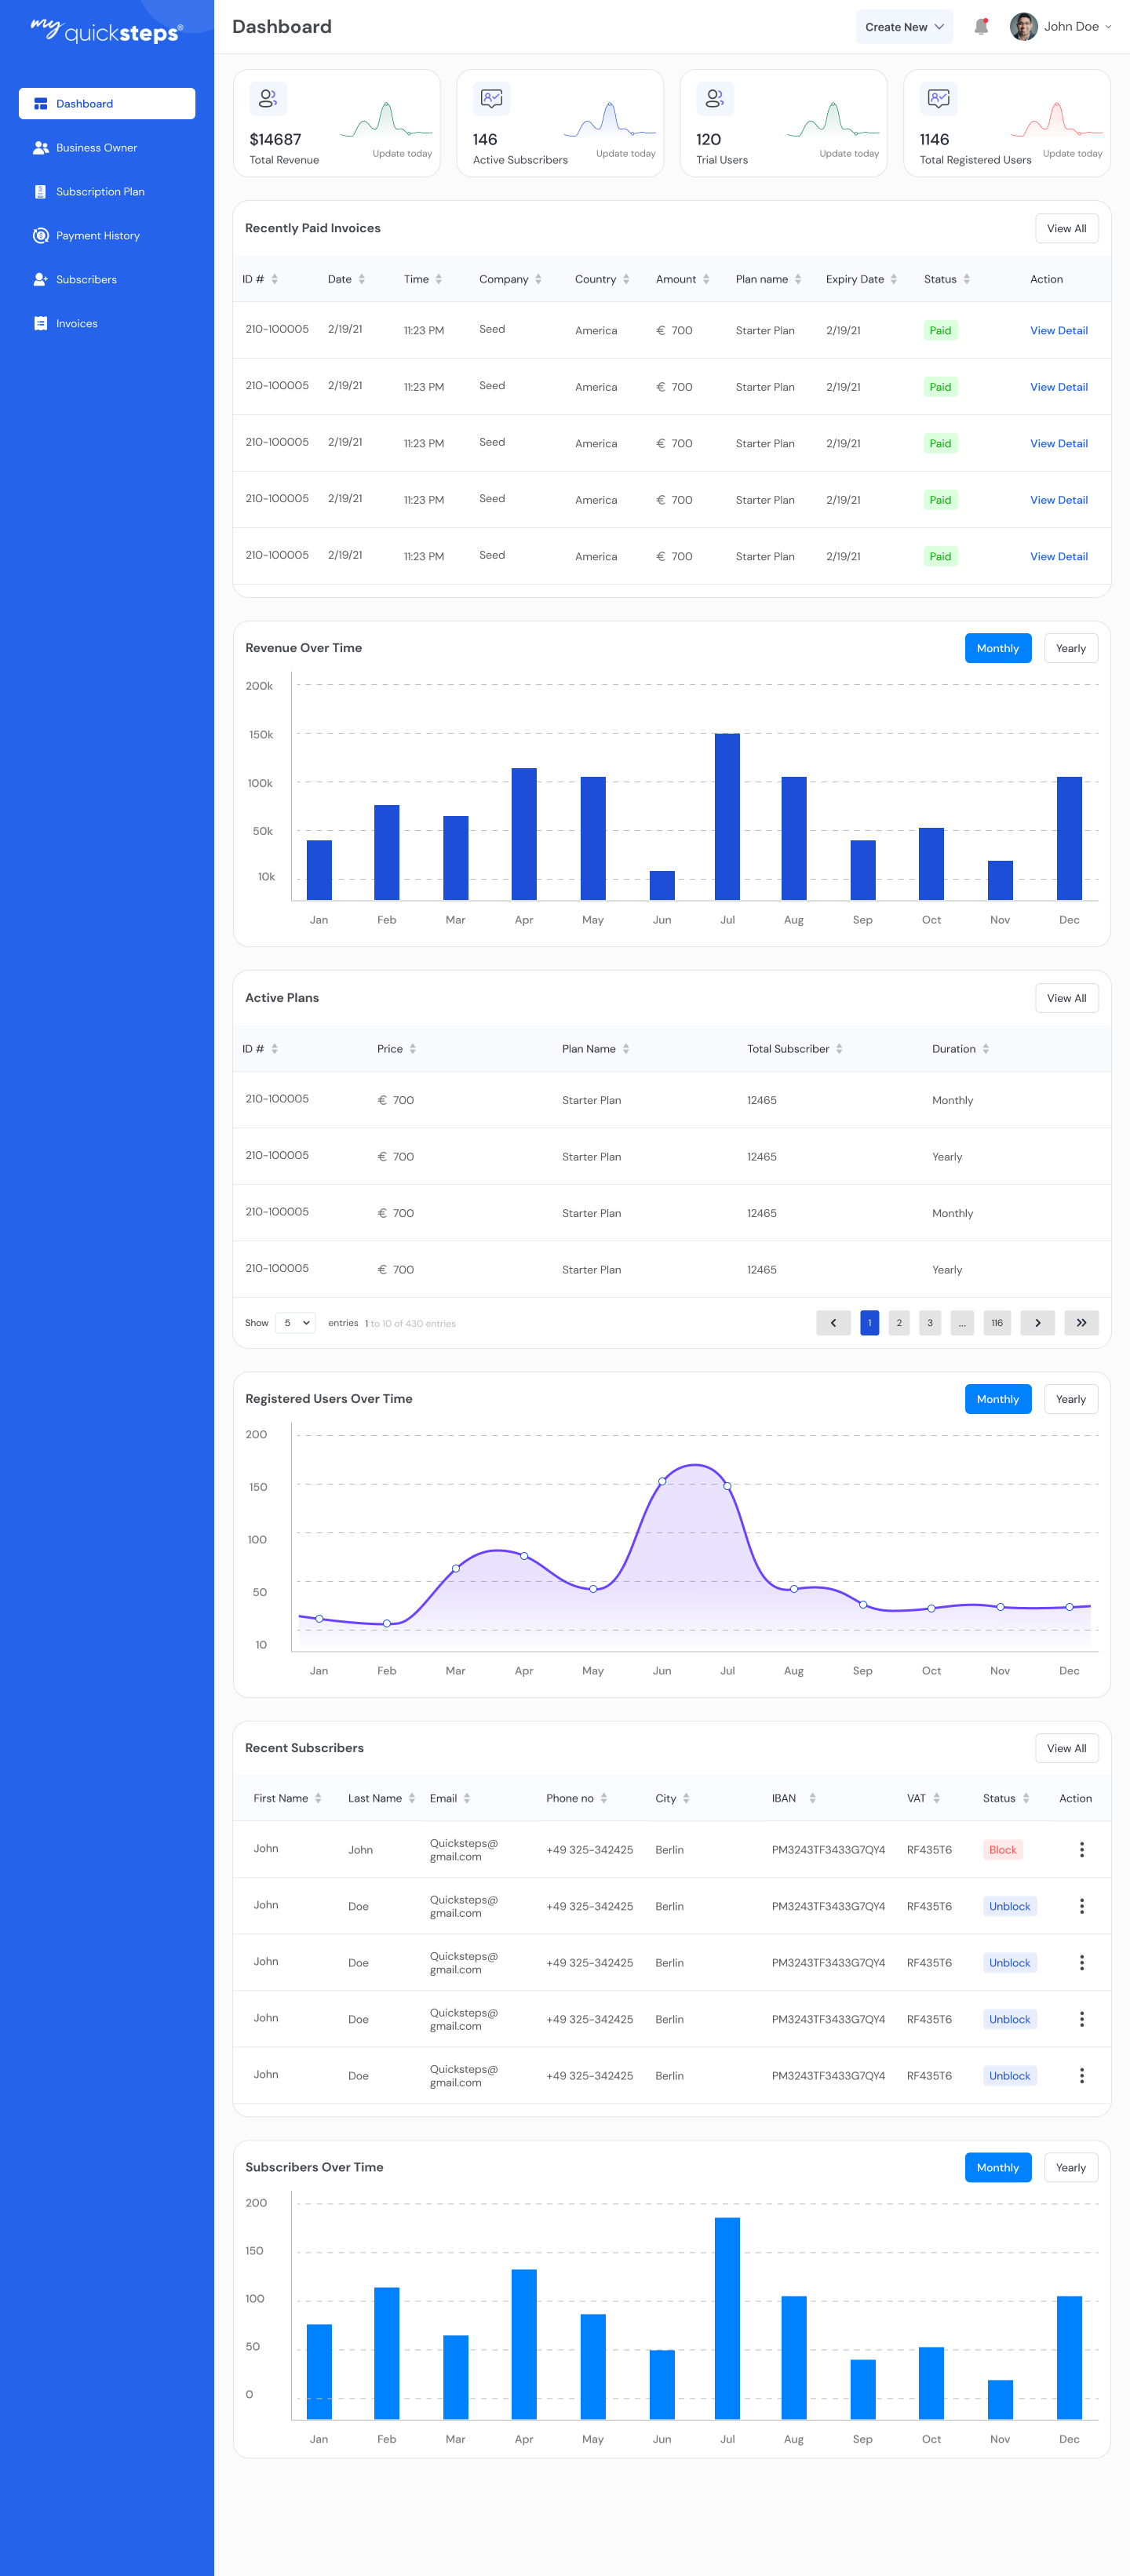 my quicksteps®
Dashboard
Business Owner
Subscription Plan
Payment History
Subscribers
Invoices
Dashboard
Create New
John Doe
$14687
Total Revenue
Update today
146
Active Subscribers
Update today
120
Trial Users
Update today
1146
Total Registered Users
Update today
Recently Paid Invoices
View All
ID # Date Time Company Country Amount Plan name Expiry Date Status Action
210-100005 2/19/21 11:23 PM Seed America € 700 Starter Plan 2/19/21 Paid View Detail
210-100005 2/19/21 11:23 PM Seed America € 700 Starter Plan 2/19/21 Paid View Detail
210-100005 2/19/21 11:23 PM Seed America € 700 Starter Plan 2/19/21 Paid View Detail
210-100005 2/19/21 11:23 PM Seed America € 700 Starter Plan 2/19/21 Paid View Detail
210-100005 2/19/21 11:23 PM Seed America € 700 Starter Plan 2/19/21 Paid View Detail
Revenue Over Time
Monthly Yearly
200k
150k
100k
50k
10k
Jan Feb Mar Apr May Jun Jul Aug Sep Oct Nov Dec
Active Plans
View All
ID # Price Plan Name Total Subscriber Duration
210-100005 € 700 Starter Plan 12465 Monthly
210-100005 € 700 Starter Plan 12465 Yearly
210-100005 € 700 Starter Plan 12465 Monthly
210-100005 € 700 Starter Plan 12465 Yearly
Show 5 entries 1 to 10 of 430 entries
1 2 3 ... 116
Registered Users Over Time
Monthly Yearly
200
150
100
50
10
Jan Feb Mar Apr May Jun Jul Aug Sep Oct Nov Dec
Recent Subscribers
View All
First Name Last Name Email Phone no City IBAN VAT Status Action
John John Quicksteps@
gmail.com +49 325-342425 Berlin PM3243TF3433G7QY4 RF435T6 Block
John Doe Quicksteps@
gmail.com +49 325-342425 Berlin PM3243TF3433G7QY4 RF435T6 Unblock
John Doe Quicksteps@
gmail.com +49 325-342425 Berlin PM3243TF3433G7QY4 RF435T6 Unblock
John Doe Quicksteps@
gmail.com +49 325-342425 Berlin PM3243TF3433G7QY4 RF435T6 Unblock
John Doe Quicksteps@
gmail.com +49 325-342425 Berlin PM3243TF3433G7QY4 RF435T6 Unblock
Subscribers Over Time
Monthly Yearly
200
150
100
50
0
Jan Feb Mar Apr May Jun Jul Aug Sep Oct Nov Dec